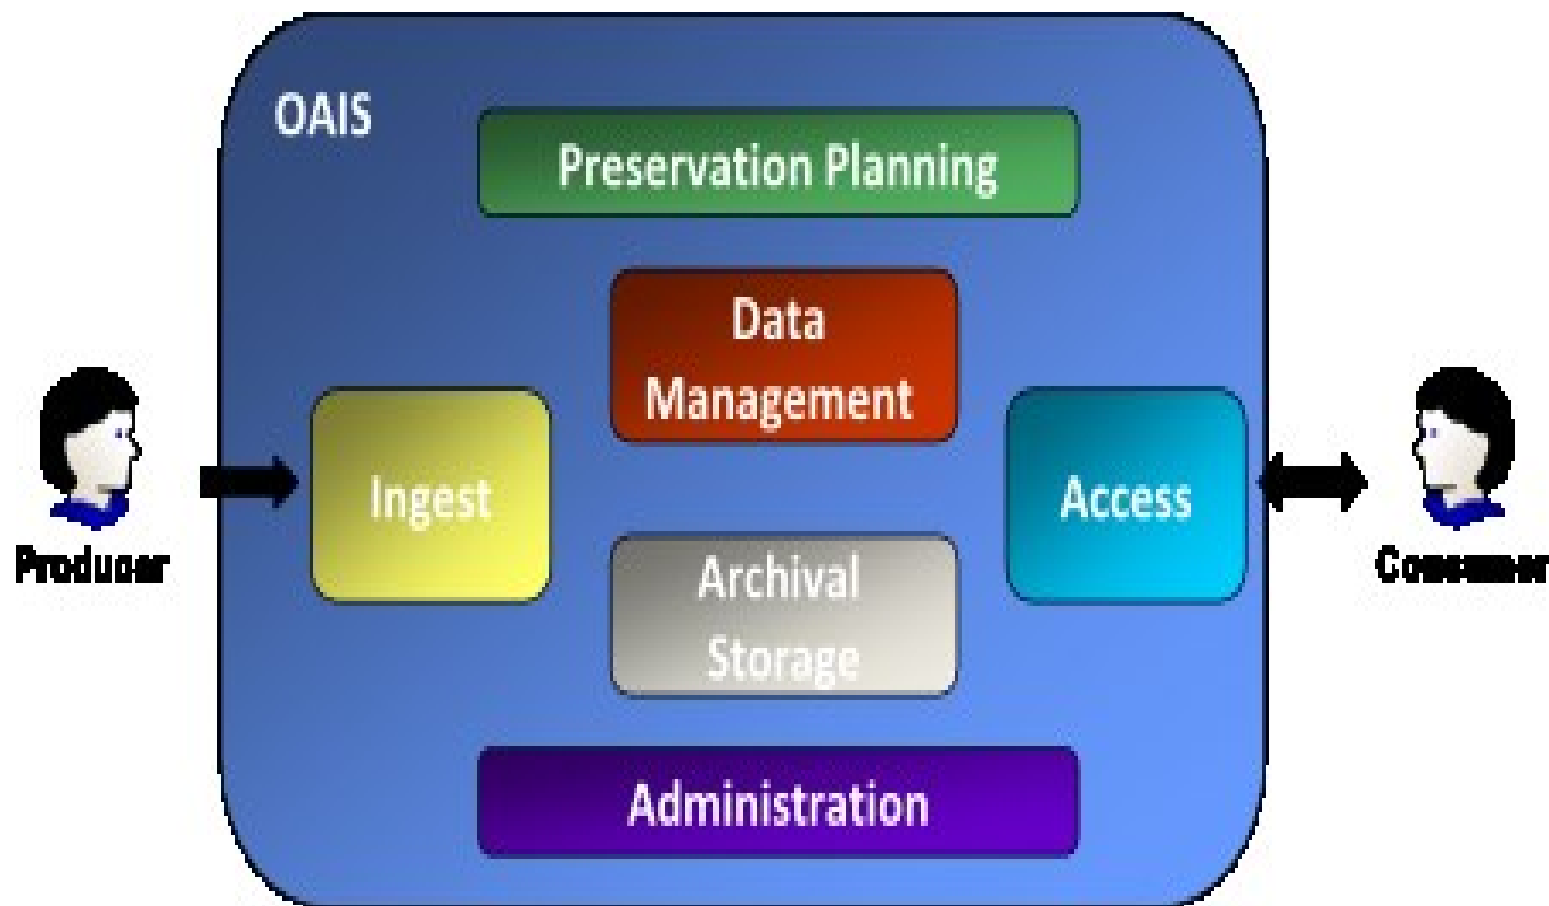 OAIS
Preservation Planning
Data
Management
Ingest
Access
Archival
Storage
Producer
Consumer
Administration